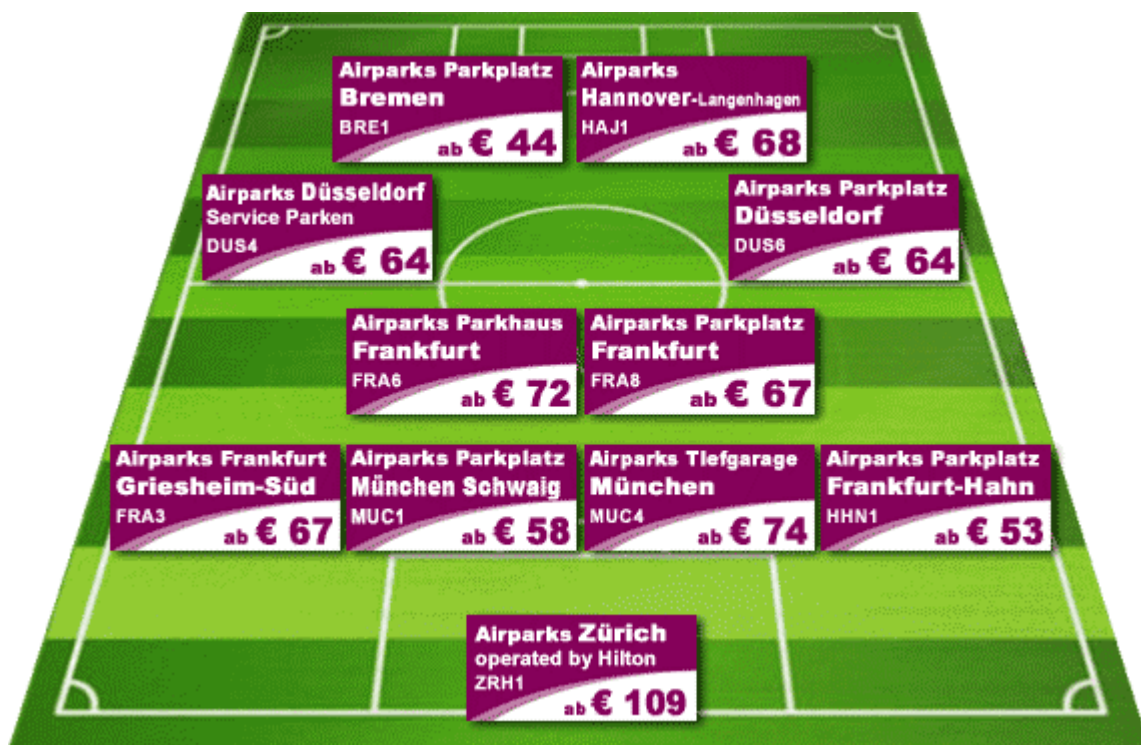 Airparks Parkplatz
Bremen
BRE1
ab € 44
Airparks
Hannover-Langenhagen
HAJ1
ab € 68
Airparks Düsseldorf
Service Parken
DUS4
ab € 64
Airparks Parkplatz
Düsseldorf
DUS6
ab € 64
Airparks Parkhaus
Frankfurt
FRA6
ab € 72
Airparks Parkplatz
Frankfurt
FRA8
ab € 67
Airparks Frankfurt
Griesheim-Süd
FRA3
ab € 67
Airparks Parkplatz
München Schwaig
MUC1
ab € 58
Airparks Tiefgarage
München
MUC4
ab € 74
Airparks Parkplatz
Frankfurt-Hahn
HHN1
ab € 53
Airparks Zürich
operated by Hilton
ZRH1
ab € 109